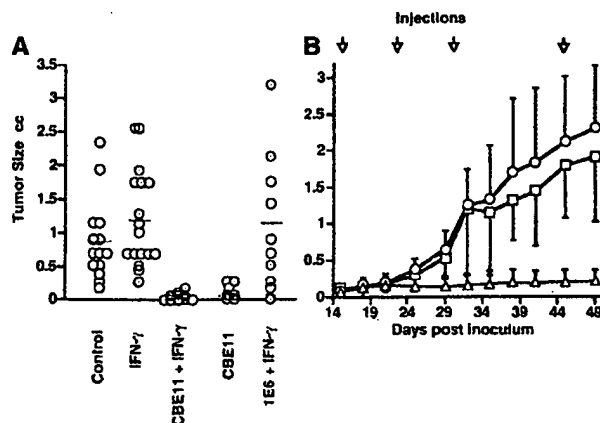 Injections
A
B
Tumor Size cc
3.5
3
2.5
2
1.5
1
0.5
0
Control
IFN-γ
CBE11 + IFN-γ
CBE11
1E6 + IFN-γ
3
2.5
2
1.5
1
0.5
0
14 19 24 29 34 39 44 49
Days post inoculum